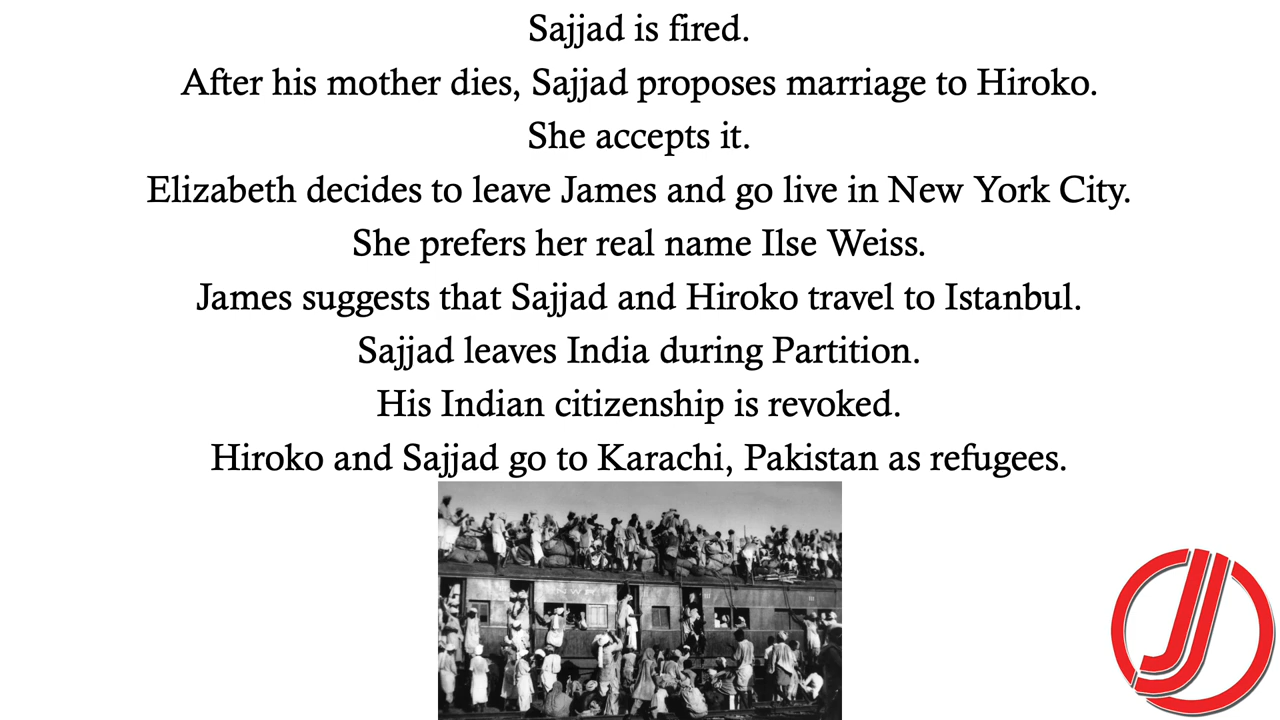 Sajjad is fired.
After his mother dies, Sajjad proposes marriage to Hiroko.
She accepts it.
Elizabeth decides to leave James and go live in New York City.
She prefers her real name Ilse Weiss.
James suggests that Sajjad and Hiroko travel to Istanbul.
Sajjad leaves India during Partition.
His Indian citizenship is revoked.
Hiroko and Sajjad go to Karachi, Pakistan as refugees.
N W R